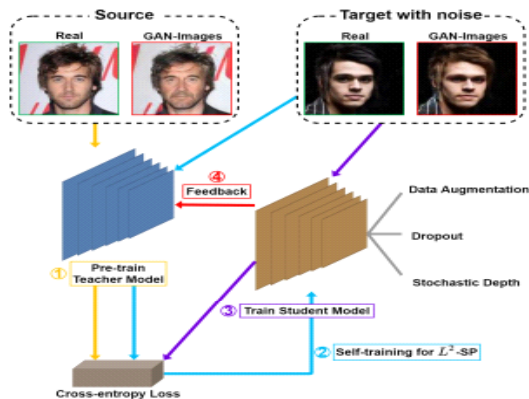 Source
Target with noise
Real
GAN-Images
Real
GAN-Images
④
Feedback
Data Augmentation
Dropout
Stochastic Depth
①
Pre-train
Teacher Model
③ Train Student Model
② Self-training for L²-SP
Cross-entropy Loss